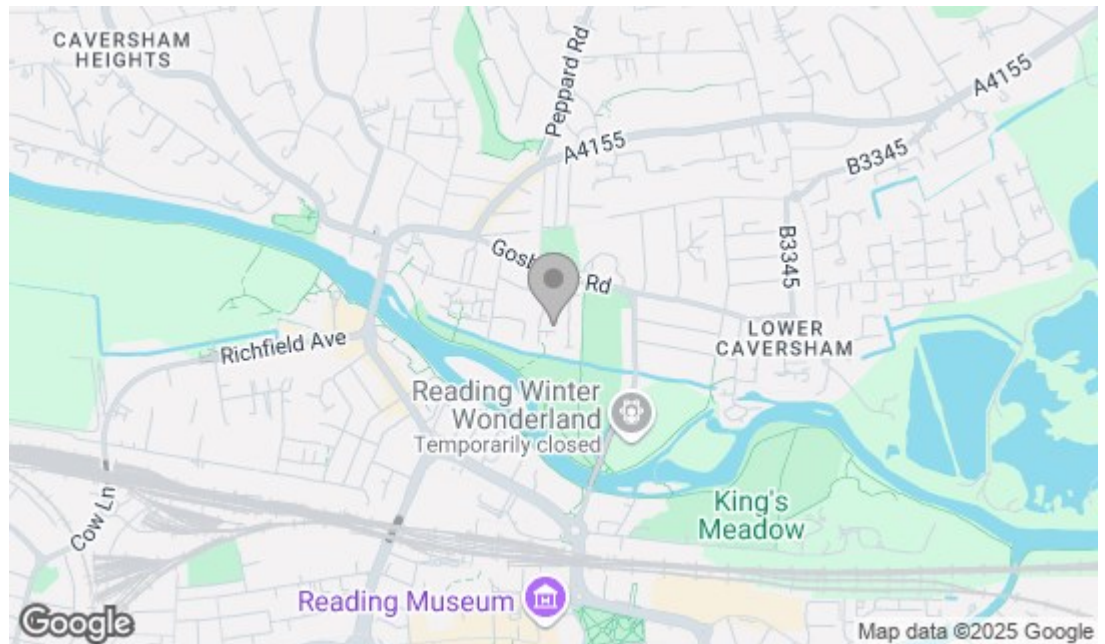 CAVERSHAM
HEIGHTS
Peppard Rd
A4155
A4155
B3345
B3345
Gosb
Rd
Richfield Ave
LOWER
CAVERSHAM
Reading Winter
Wonderland
Temporarily closed
Cow Ln
King's
Meadow
Reading Museum
Google
Map data ©2025 Google